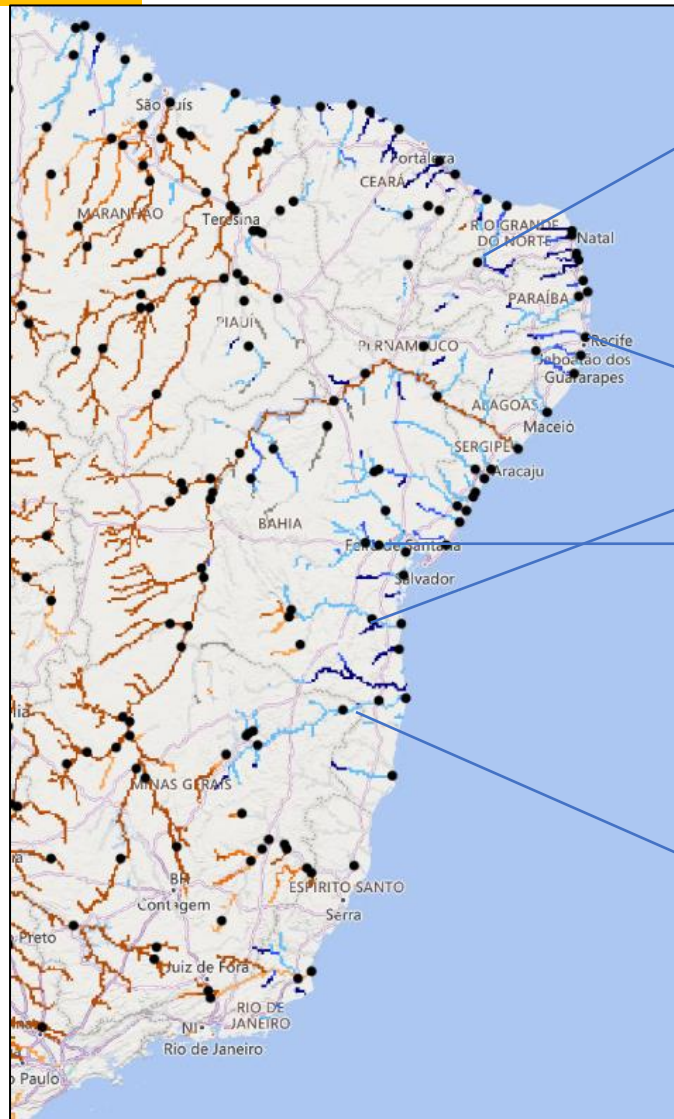 São Luís
Fortaleza
CEARÁ
MARANHÃO
Teresina
RIO GRANDE
DO NORTE
Natal
PARAÍBA
PIAUÍ
PERNAMBUCO
Recife
Jaboatão dos
Guararapes
ALAGOAS
Maceió
SERGIPE
Aracaju
BAHIA
Feira de Santana
Salvador
MINAS GERAIS
BH
Contagem
ESPÍRITO SANTO
Serra
Preto
Juiz de Fora
RIO DE
JANEIRO
NI
Rio de Janeiro
o Paulo